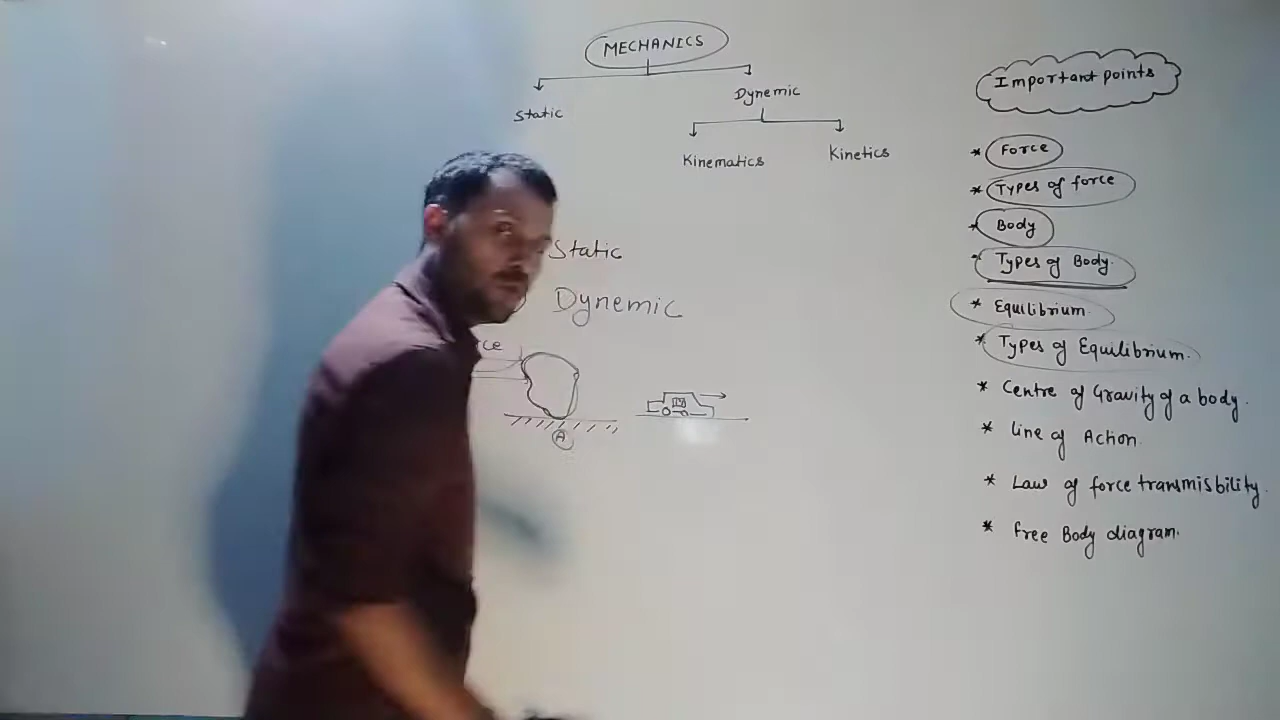 MECHANICS
Static
Dynemic
Kinematics
Kinetics
Static
Dynemic
A
Important points
* Force
* Types of force
* Body
* Types of Body.
* Equilibrium.
* Types of Equilibrium.
* Centre of Gravity of a body.
* line of Action.
* Law of force transmisbility.
* free Body diagram.